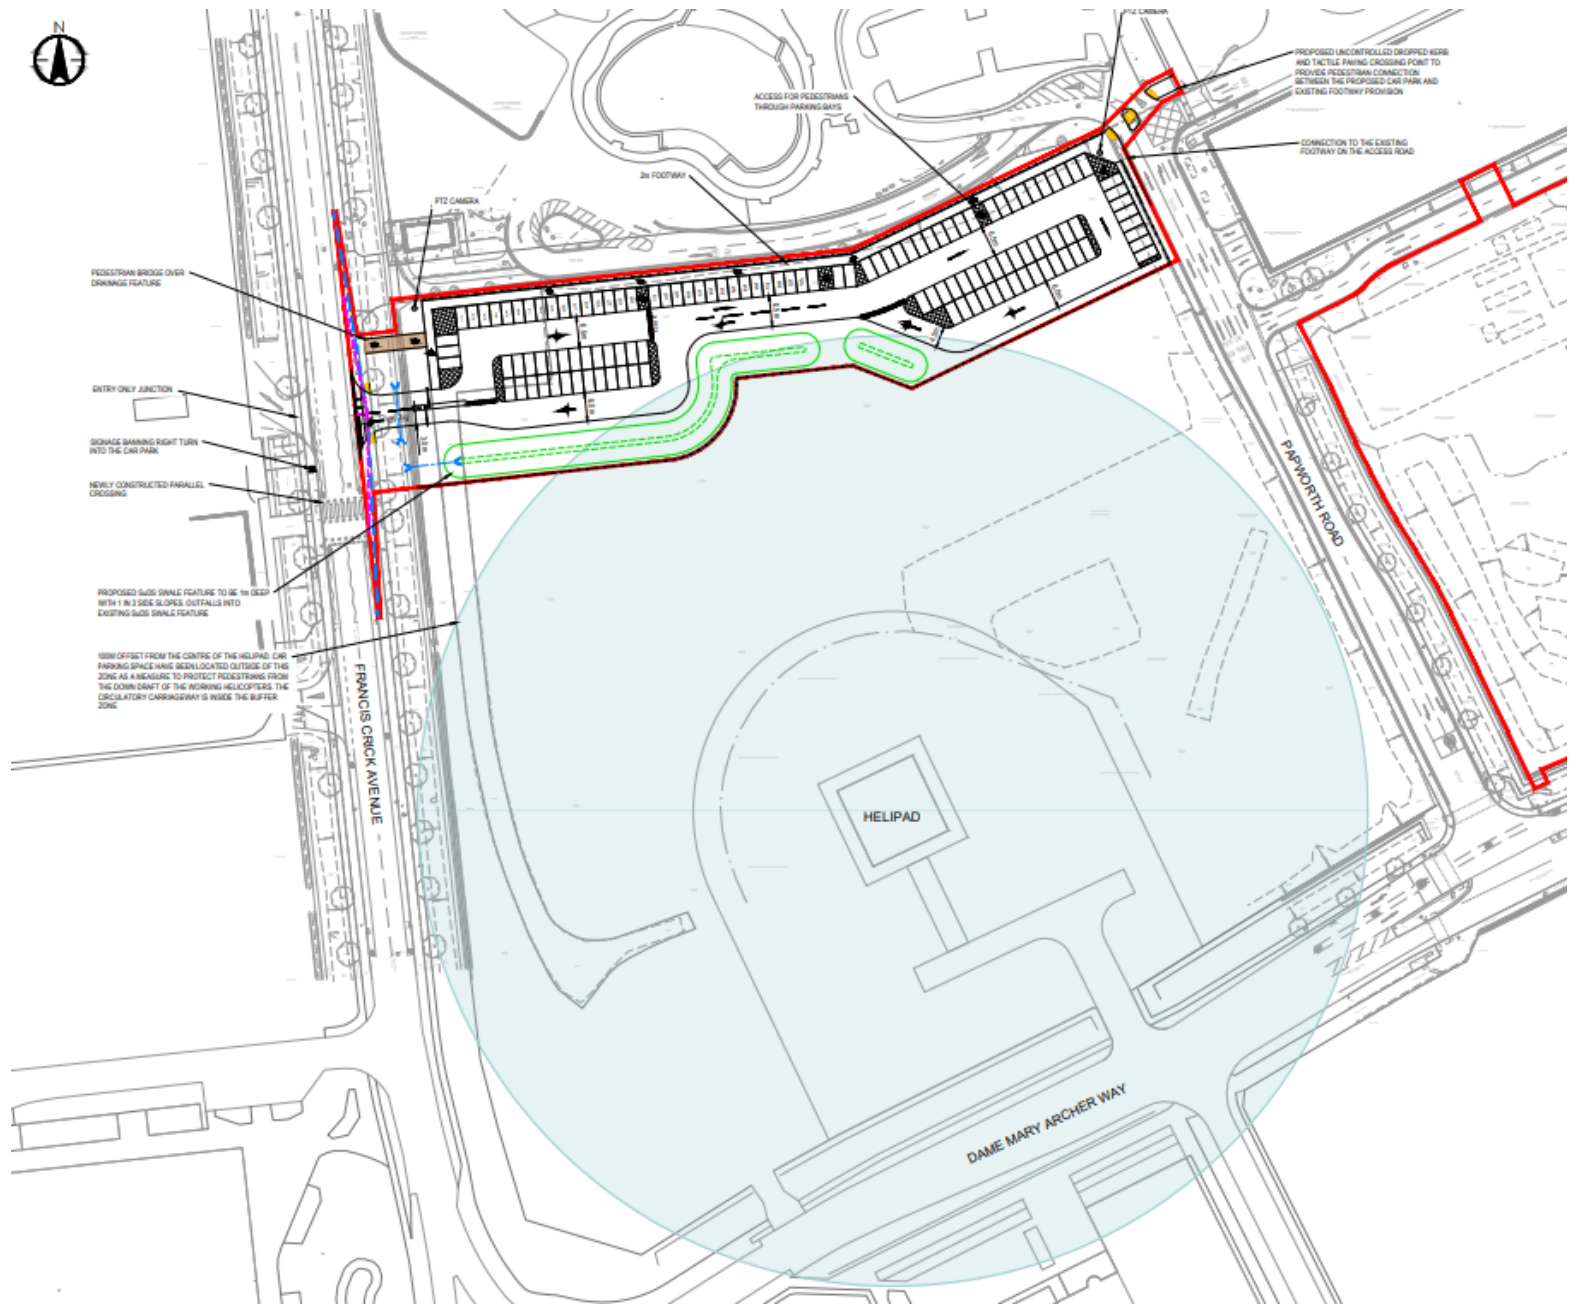 N
PTZ CAMERA
PROPOSED UNCONTROLLED DROPPED KERB
AND TACTILE PAVING CROSSING POINT TO
PROVIDE PEDESTRIAN CONNECTION
BETWEEN THE PROPOSED CAR PARK AND
EXISTING FOOTWAY PROVISION
ACCESS FOR PEDESTRIANS
THROUGH PARKING BAYS
CONNECTION TO THE EXISTING
FOOTWAY ON THE ACCESS ROAD
2m FOOTWAY
PTZ CAMERA
PEDESTRIAN BRIDGE OVER
DRAINAGE FEATURE
ENTRY ONLY JUNCTION
SIGNAGE BANNING RIGHT TURN
INTO THE CAR PARK
NEWLY CONSTRUCTED PARALLEL
CROSSING
PAPWORTH ROAD
PROPOSED SuDS SWALE FEATURE TO BE 1m DEEP
WITH 1 IN 3 SIDE SLOPES. OUTFALLS INTO
EXISTING SuDS SWALE FEATURE
100M OFFSET FROM THE CENTRE OF THE HELIPAD. CAR
PARKING SPACE HAVE BEEN LOCATED OUTSIDE OF THIS
ZONE AS A MEASURE TO PROTECT PEDESTRIANS FROM
THE DOWN DRAFT OF THE WORKING HELICOPTERS. THE
CIRCULATORY CARRIAGEWAY IS INSIDE THE BUFFER
ZONE
FRANCIS CRICK AVENUE
HELIPAD
DAME MARY ARCHER WAY